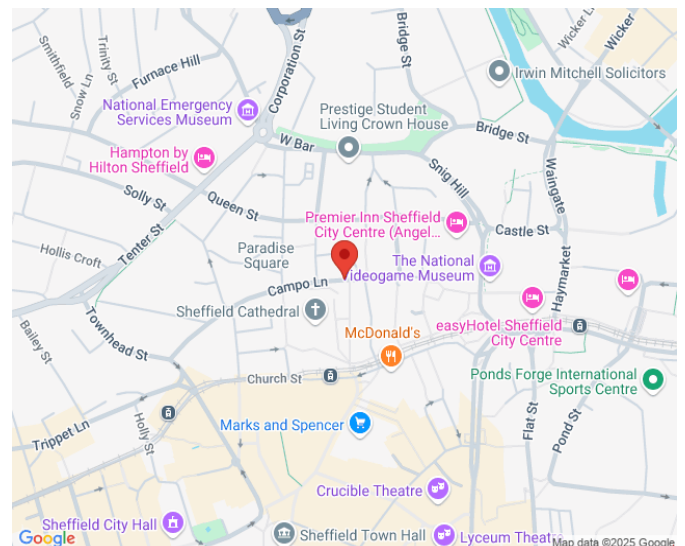 Smithfield
Snow Ln
Trinity St
Furnace Hill
Corporation St
Bridge St
Wicker Ln
Wicker
Irwin Mitchell Solicitors
National Emergency
Services Museum
Prestige Student
Living Crown House
Bridge St
W Bar
Hampton by
Hilton Sheffield
Snig Hill
Waingate
Solly St
Queen St
Premier Inn Sheffield
City Centre (Angel...
Castle St
Tenter St
Hollis Croft
Paradise
Square
The National
Videogame Museum
Haymarket
Campo Ln
Sheffield Cathedral
Bailey St
Townhead St
McDonald's
easyHotel Sheffield
City Centre
Church St
Ponds Forge International
Sports Centre
Flat St
Pond St
Trippet Ln
Holly St
Marks and Spencer
Crucible Theatre
Sheffield City Hall
Sheffield Town Hall
Lyceum Theatre
Google
Map data ©2025 Google